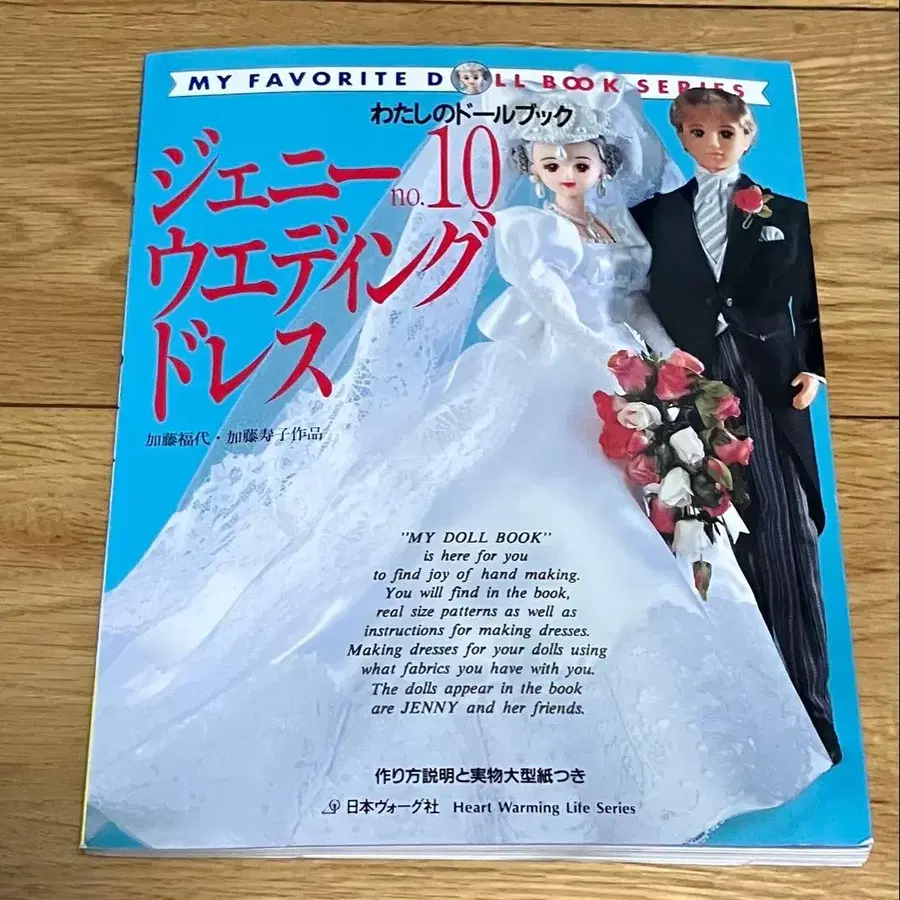 MY FAVORITE DOLL BOOK SERIES
わたしのドールブック
ジェニー no.10
ウエディング
ドレス
加藤福代・加藤寿子作品
"MY DOLL BOOK"
is here for you
to find joy of hand making.
You will find in the book,
real size patterns as well as
instructions for making dresses.
Making dresses for your dolls using
what fabrics you have with you.
The dolls appear in the book
are JENNY and her friends.
作り方説明と実物大型紙つき
日本ヴォーグ社 Heart Warming Life Series